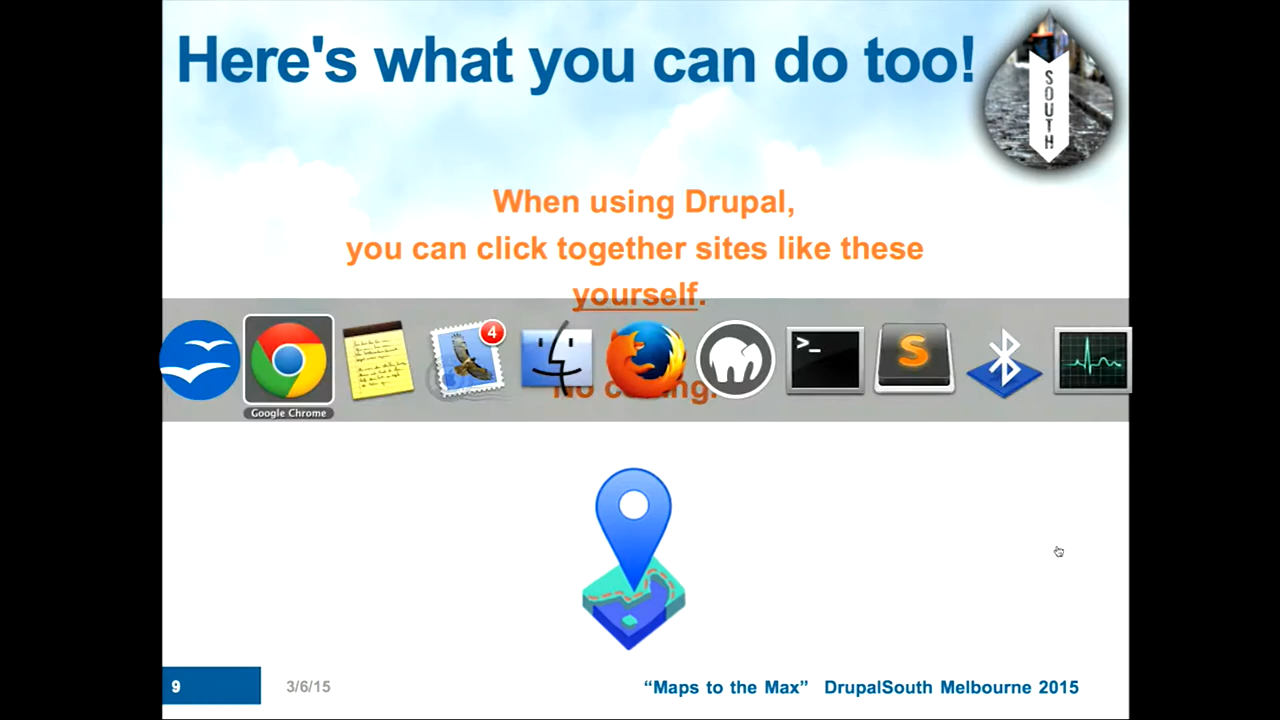 Here's what you can do too!
SOUTH
When using Drupal,
you can click together sites like these
yourself.
4
>_
S
No
Google Chrome
9
3/6/15
“Maps to the Max” DrupalSouth Melbourne 2015